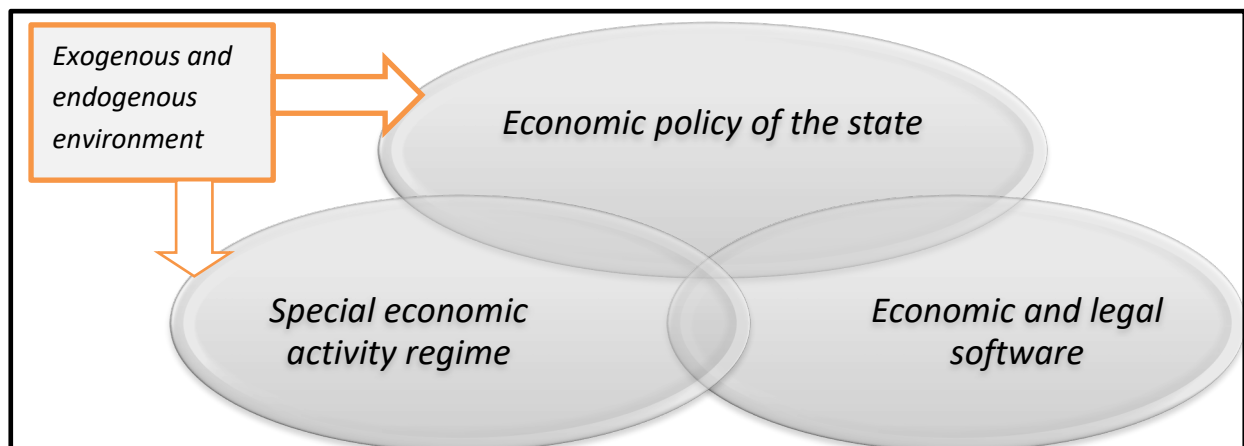 Exogenous and
endogenous
environment
Economic policy of the state
Special economic
activity regime
Economic and legal
software